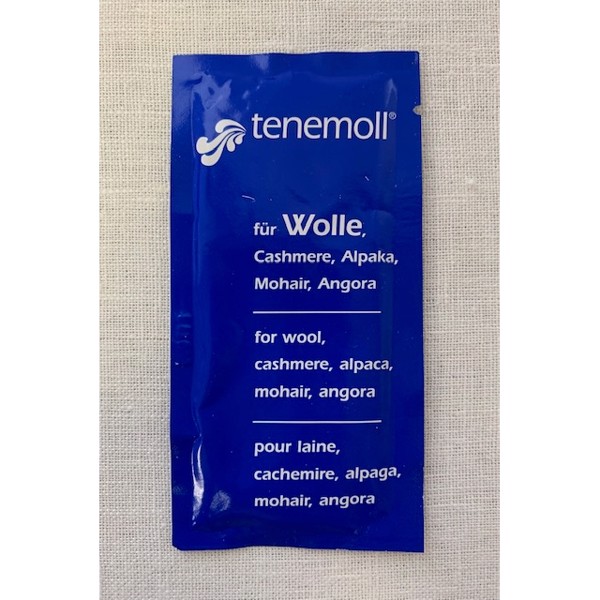 tenemoll®
für Wolle,
Cashmere, Alpaka,
Mohair, Angora
for wool,
cashmere, alpaca,
mohair, angora
pour laine,
cachemire, alpaga,
mohair, angora